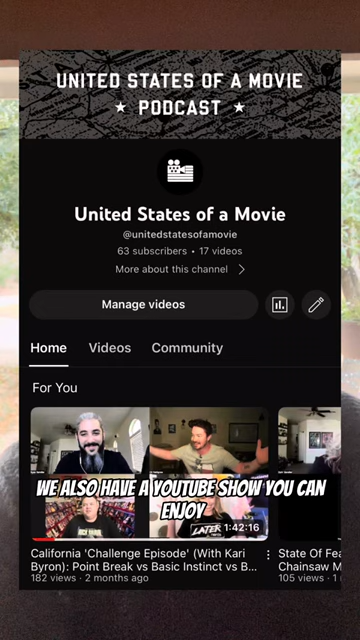 UNITED STATES OF A MOVIE
★ PODCAST ★
United States of a Movie
@unitedstatesofamovie
63 subscribers • 17 videos
More about this channel >
Manage videos
Home Videos Community
For You
WE ALSO HAVE A YOUTUBE SHOW YOU CAN
ENJOY
LATER
1:42:16
California 'Challenge Episode' (With Kari
Byron): Point Break vs Basic Instinct vs B...
182 views · 2 months ago
State Of Fea
Chainsaw M
105 views · 1